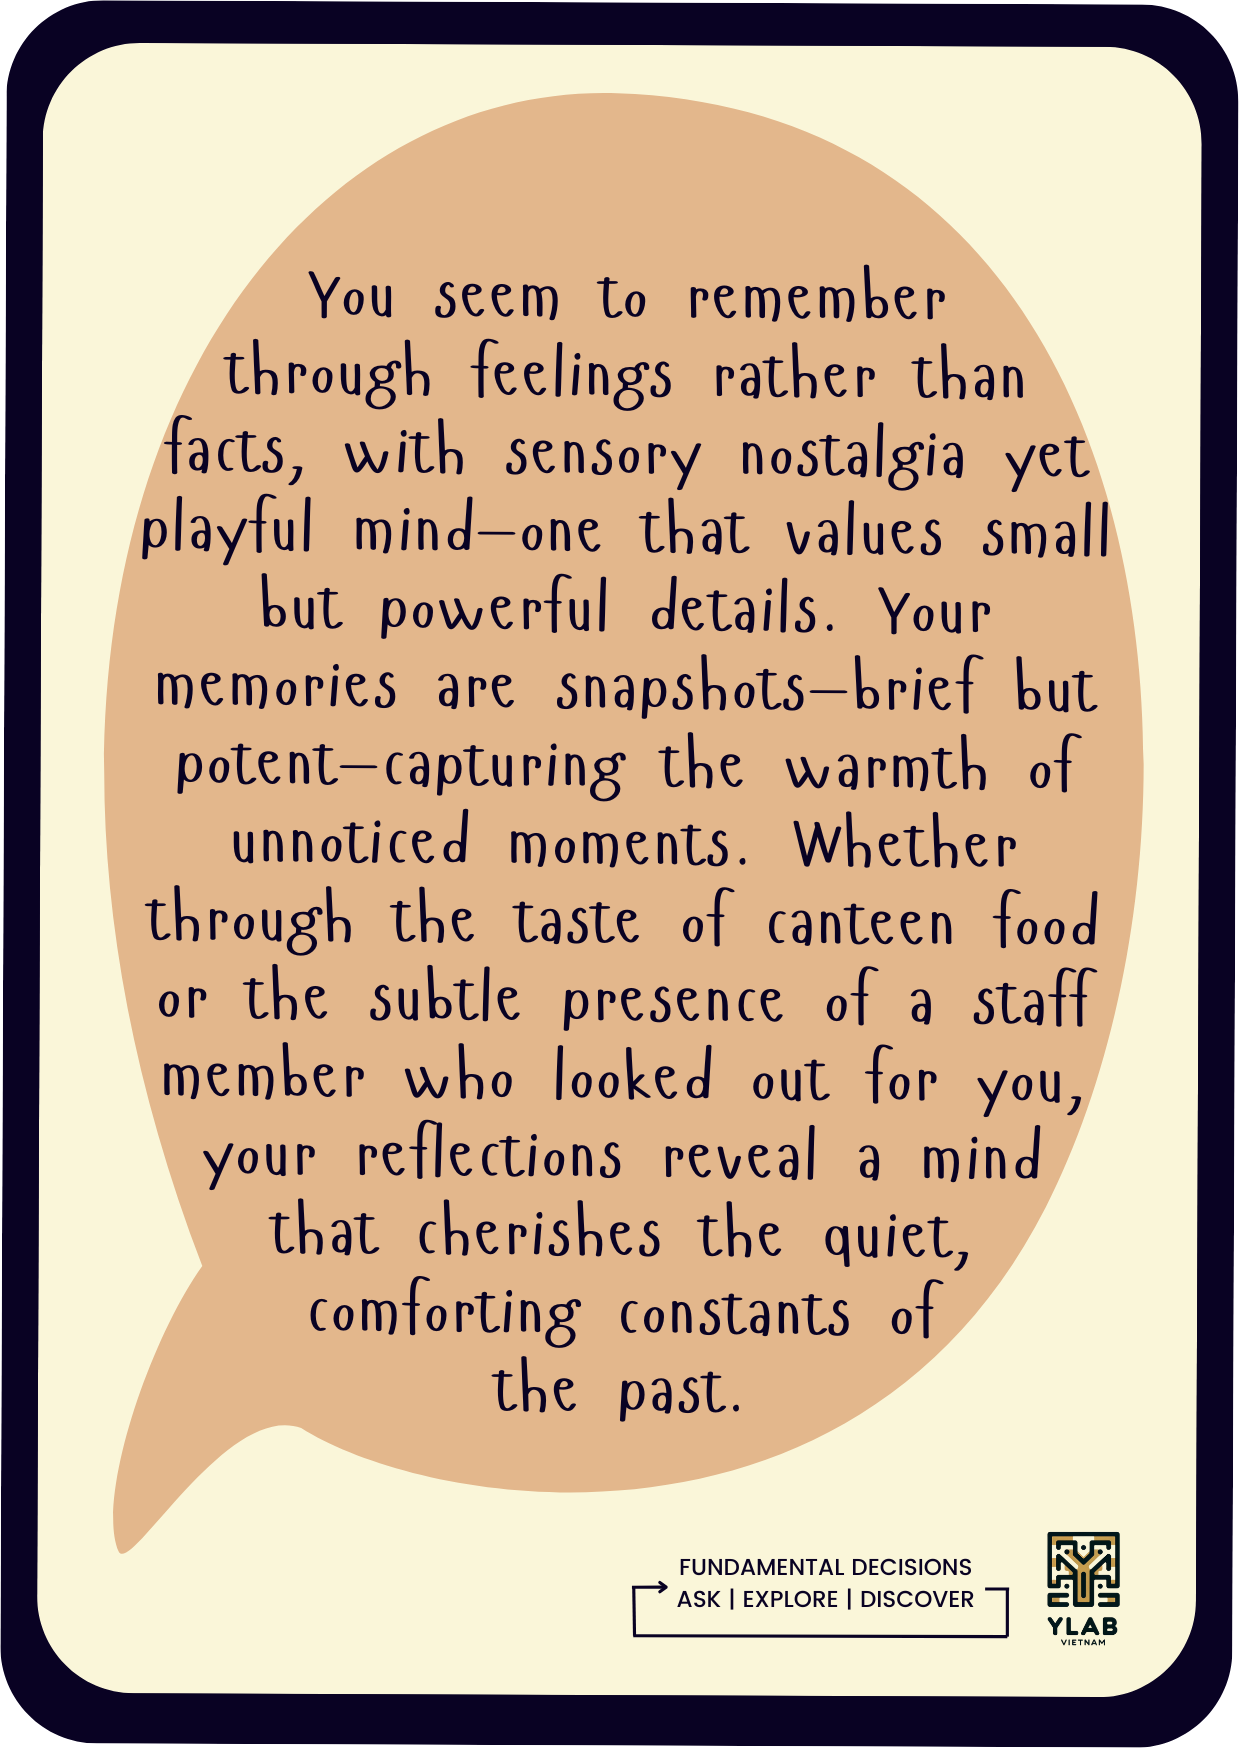 You seem to remember
through feelings rather than
facts, with sensory nostalgia yet
playful mind—one that values small
but powerful details. Your
memories are snapshots—brief but
potent—capturing the warmth of
unnoticed moments. Whether
through the taste of canteen food
or the subtle presence of a staff
member who looked out for you,
your reflections reveal a mind
that cherishes the quiet,
comforting constants of
the past.
FUNDAMENTAL DECISIONS
ASK | EXPLORE | DISCOVER
YLAB
VIETNAM